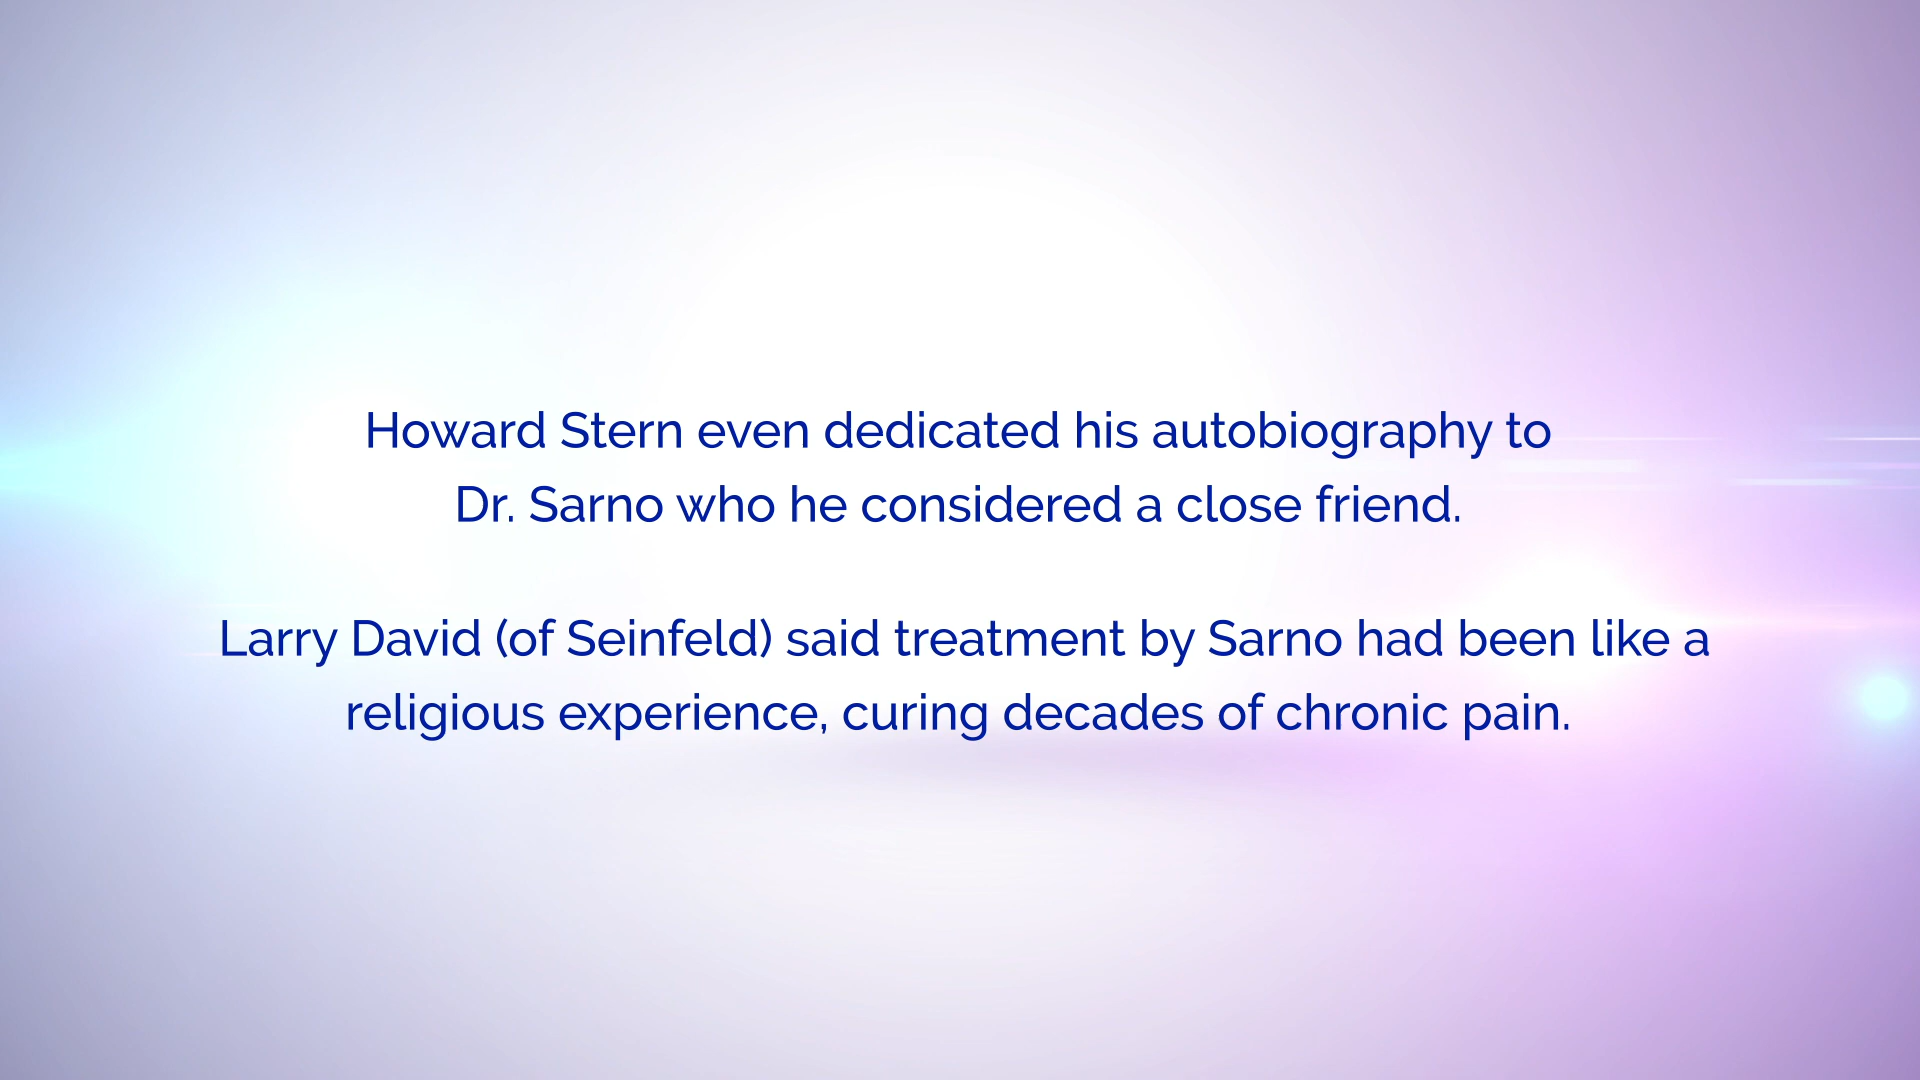 Howard Stern even dedicated his autobiography to
Dr. Sarno who he considered a close friend.
Larry David (of Seinfeld) said treatment by Sarno had been like a
religious experience, curing decades of chronic pain.